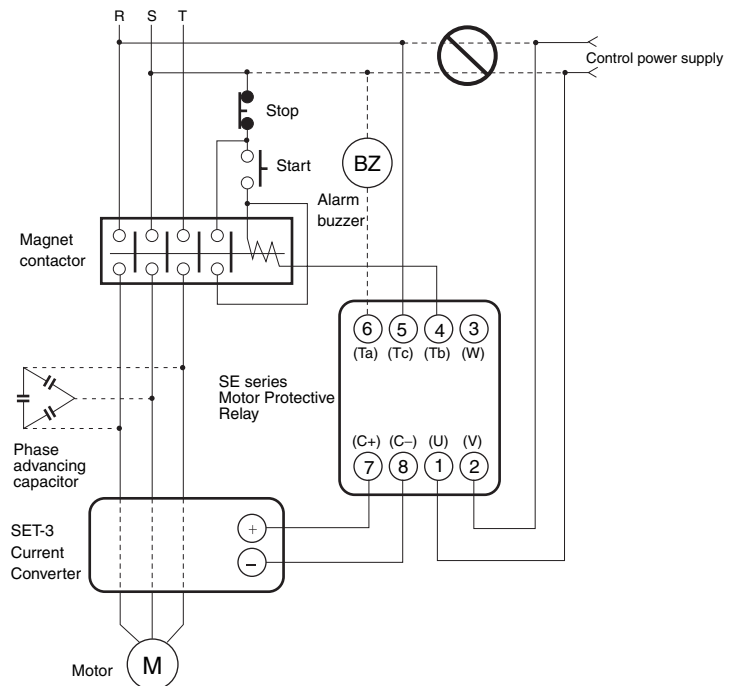 R S T
Control power supply
Stop
Start
BZ
Alarm
buzzer
Magnet
contactor
6 5 4 3
(Ta) (Tc) (Tb) (W)
SE series
Motor Protective
Relay
(C+) (C−) (U) (V)
7 8 1 2
Phase
advancing
capacitor
SET-3
Current
Converter
+
−
Motor
M